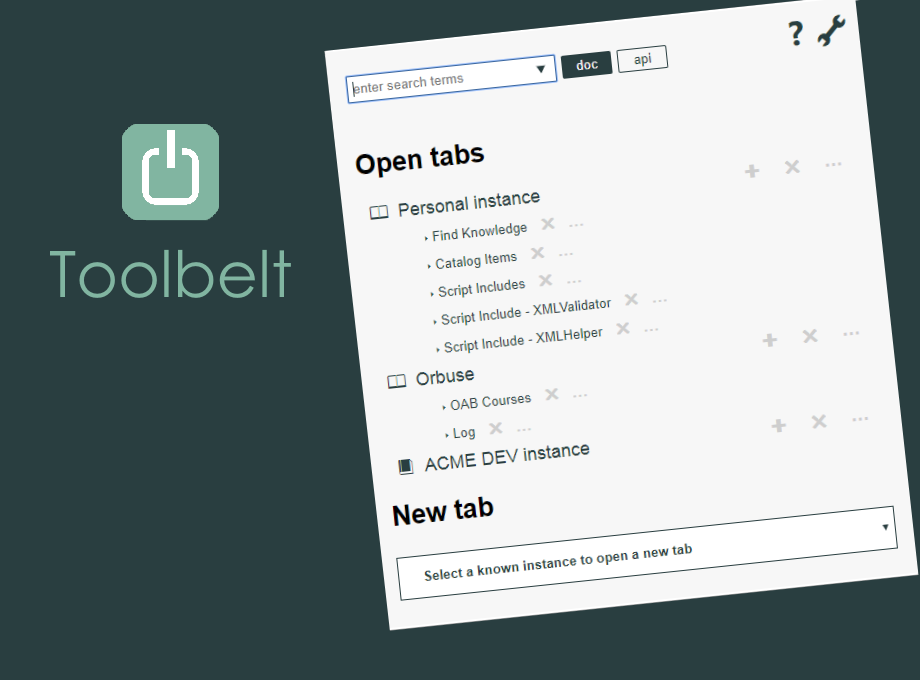 Toolbelt
?
enter search terms
doc
api
Open tabs
Personal instance
Find Knowledge
Catalog Items
Script Includes
Script Include - XMLValidator
Script Include - XMLHelper
Orbuse
OAB Courses
Log
ACME DEV instance
New tab
Select a known instance to open a new tab